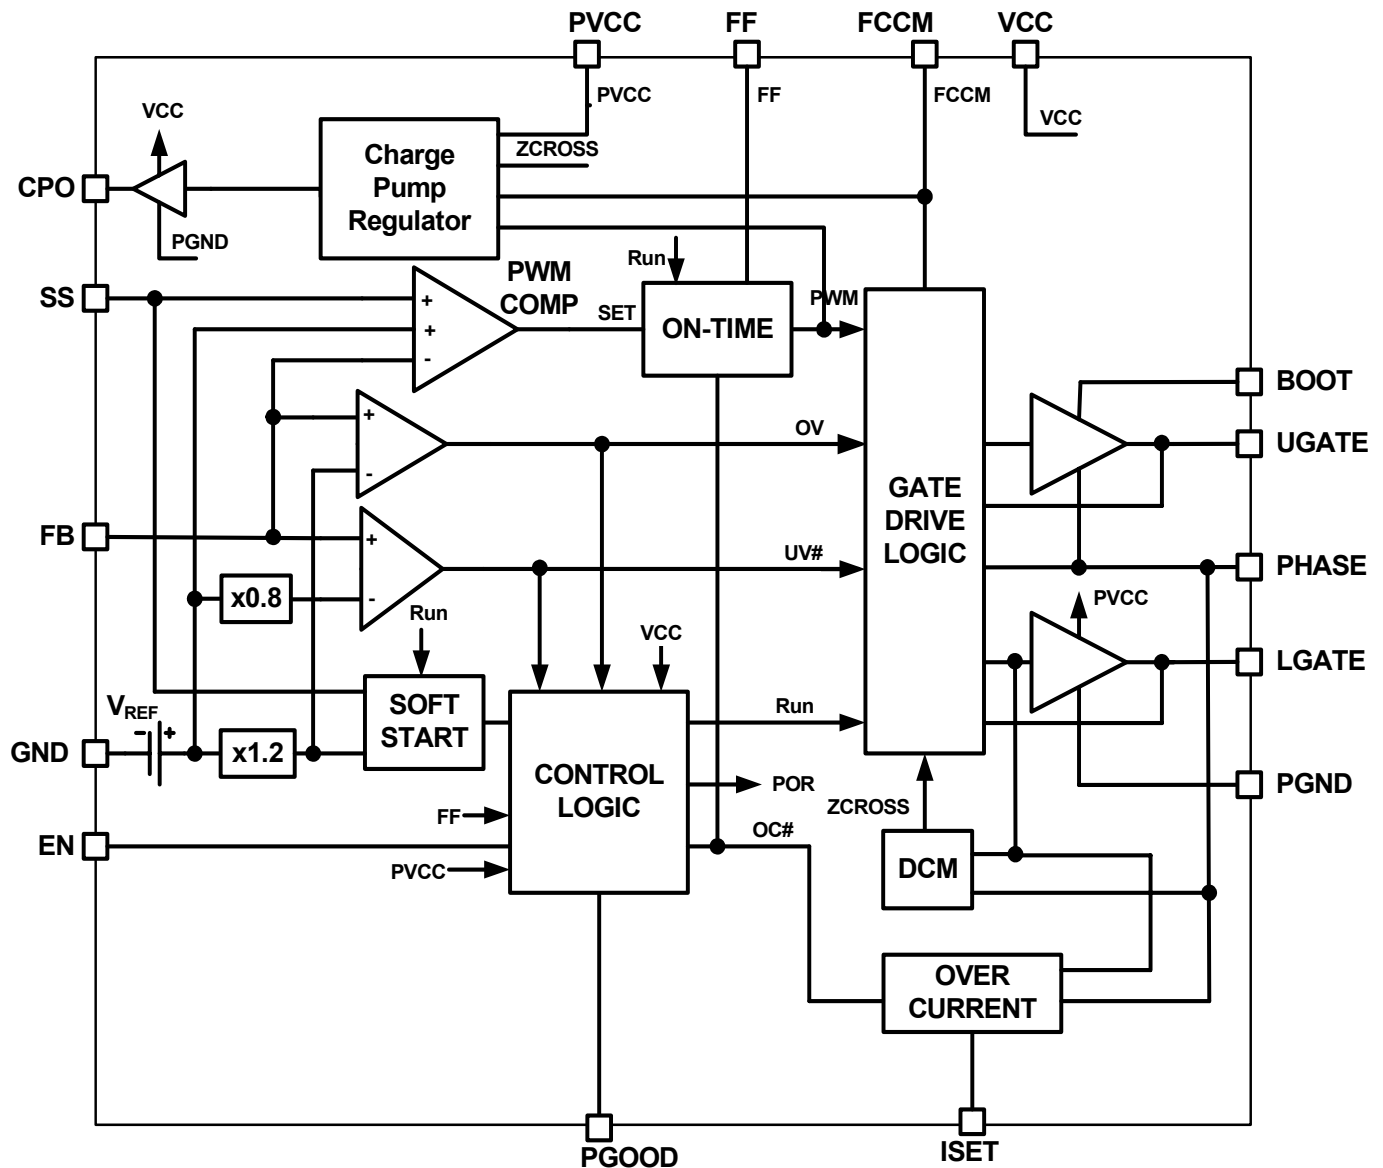 PVCC
FF
FCCM
VCC
PVCC
FF
FCCM
VCC
VCC
ZCROSS
Charge
Pump
Regulator
CPO
PGND
Run
PWM
COMP
SS
+
+
-
SET
ON-TIME
PWM
BOOT
+
-
OV
UGATE
GATE
DRIVE
LOGIC
FB
+
-
UV#
PHASE
x0.8
Run
VCC
PVCC
LGATE
SOFT
START
VREF
- +
GND
x1.2
Run
CONTROL
LOGIC
POR
PGND
FF
ZCROSS
EN
OC#
PVCC
DCM
OVER
CURRENT
PGOOD
ISET